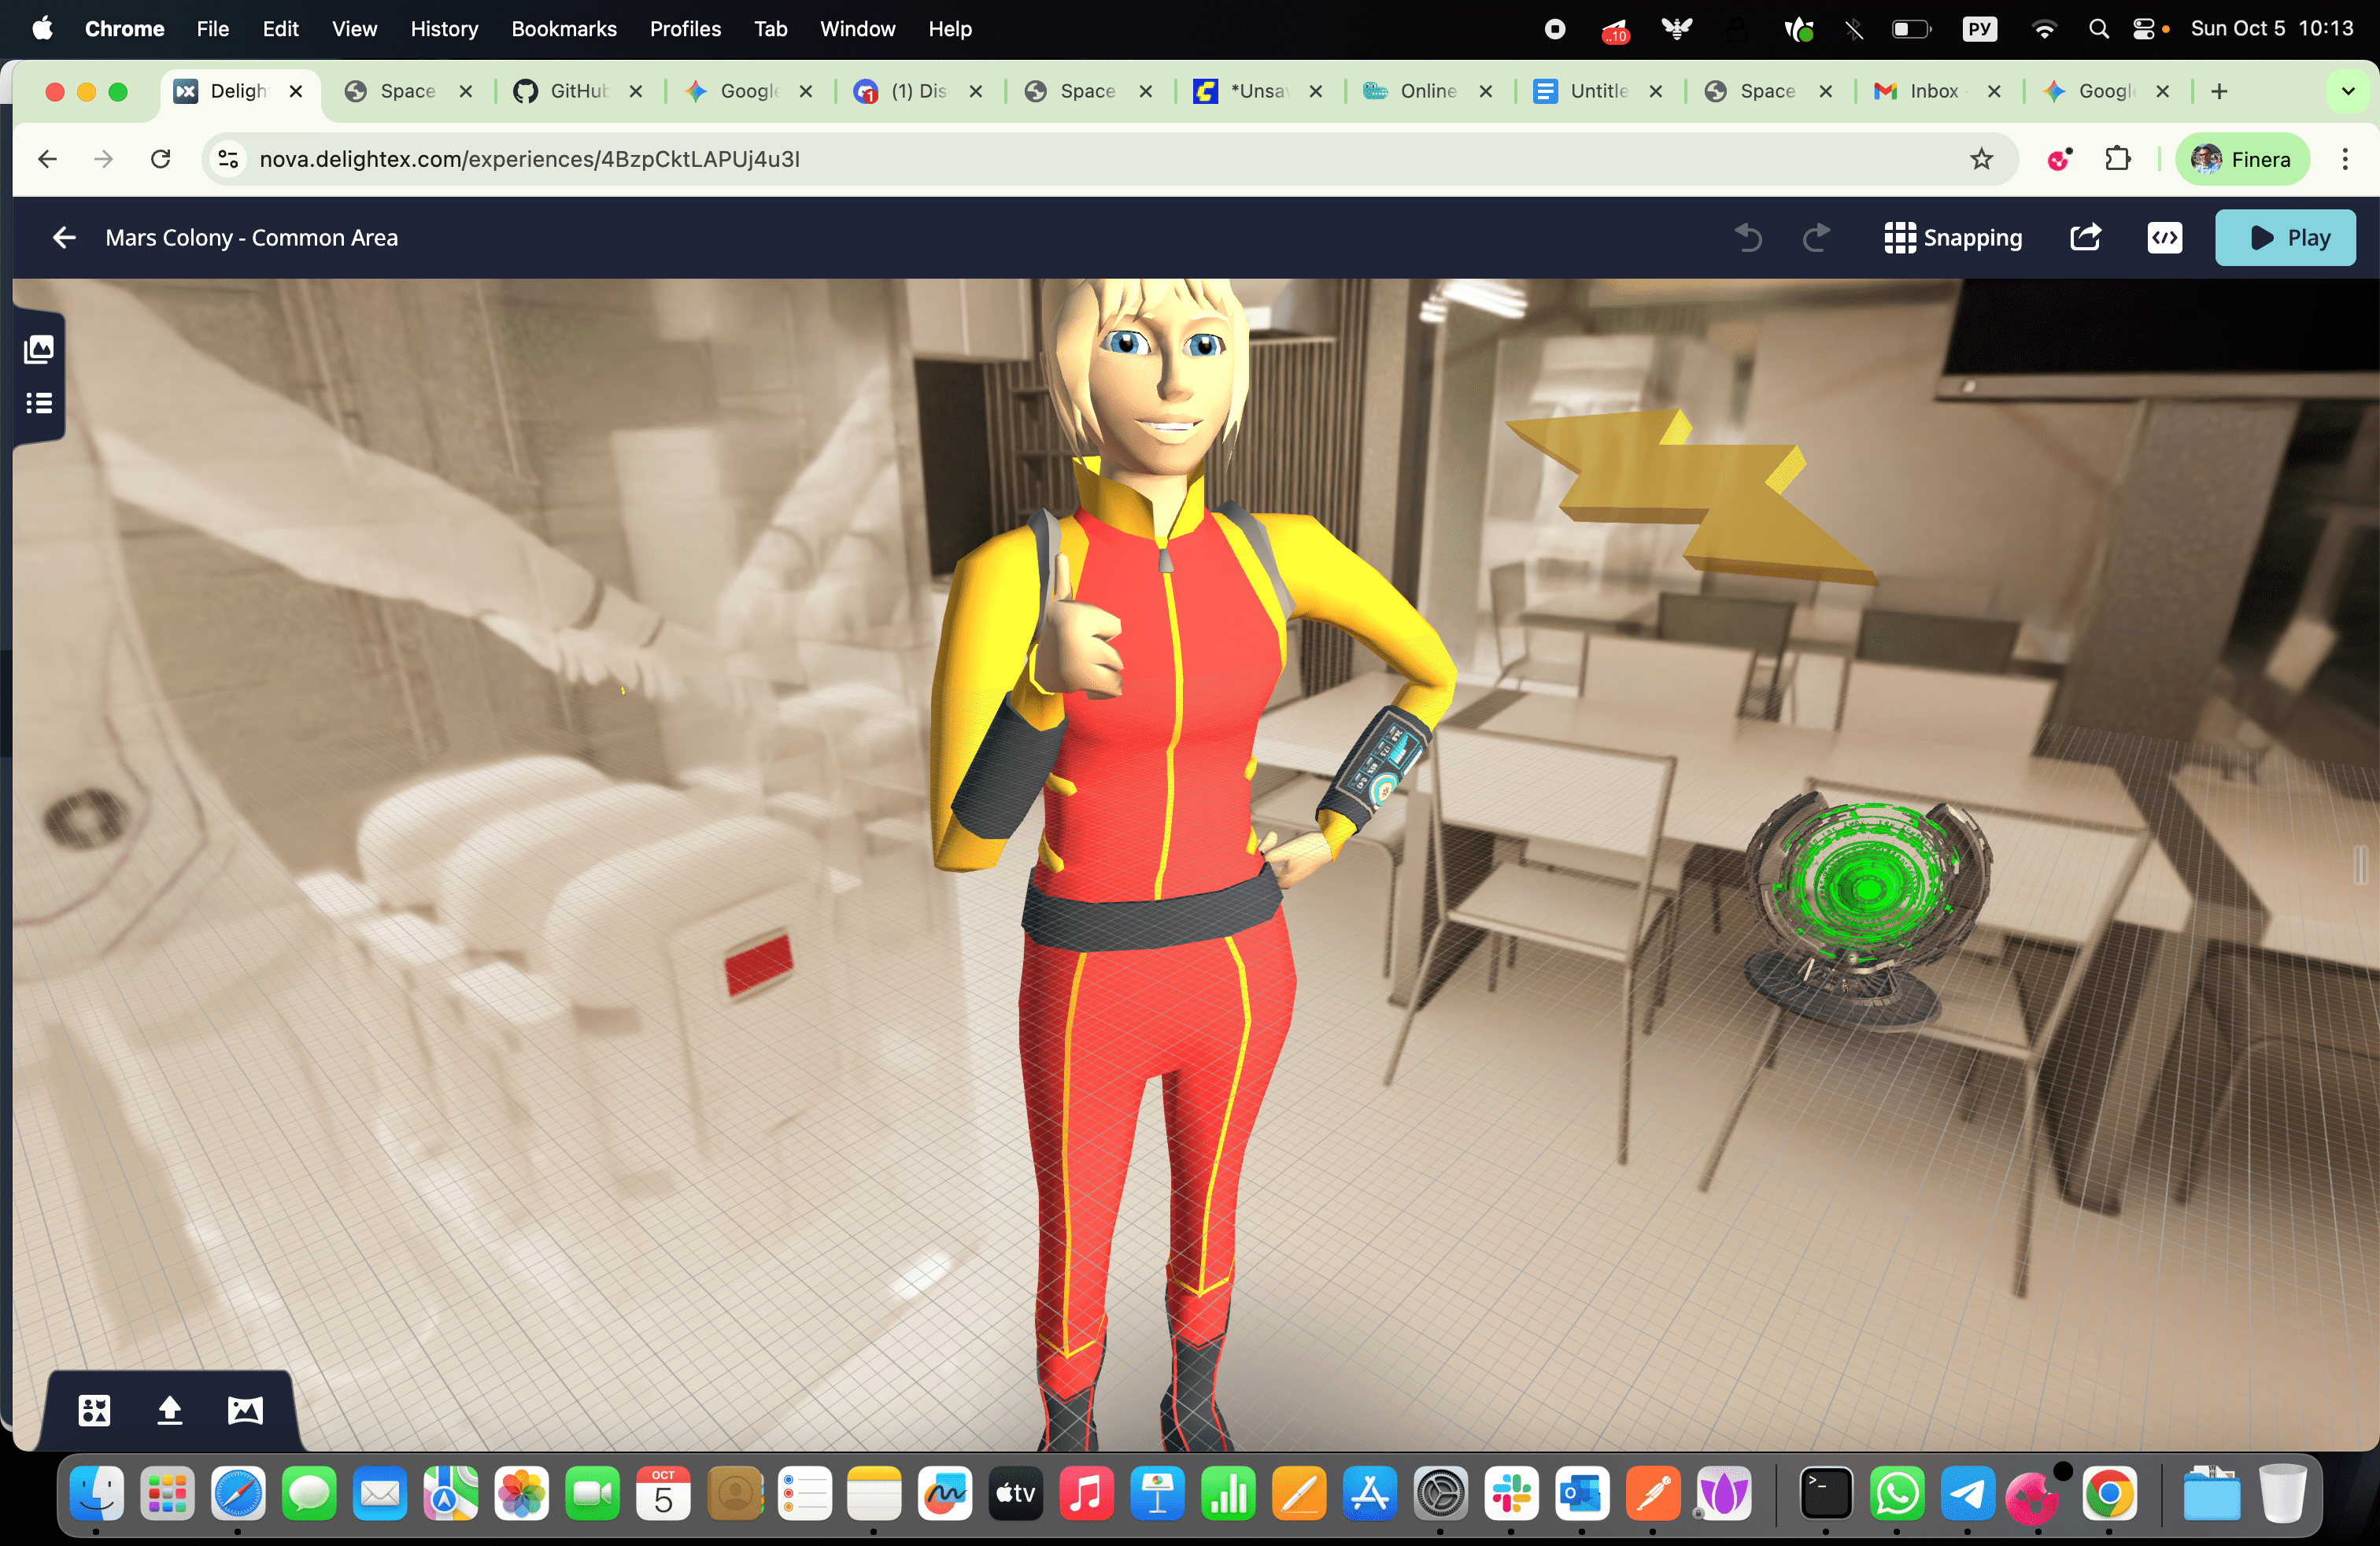 Chrome File Edit View History Bookmarks Profiles Tab Window Help ..10 РУ Sun Oct 5 10:13
Deligh Space GitHub Google (1) Dis Space *Unsa Online Untitle Space Inbox Googl
nova.delightex.com/experiences/4BzpCktLAPUj4u3I Finera
Mars Colony - Common Area Snapping Play
OCT
5
tv